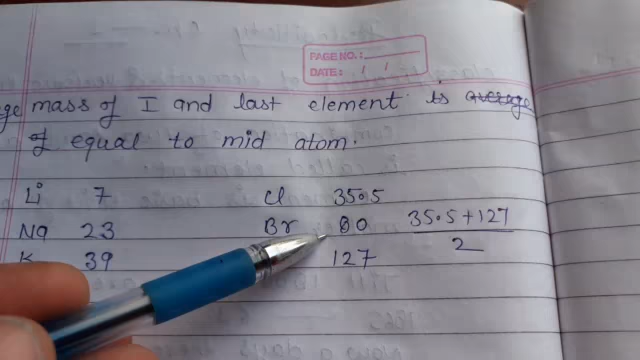 PAGE NO.:
DATE: / /
mass of I and last element is average
of equal to mid atom.
Li 7 Cl 35.5
Na 23 Br 80 35.5+127
2
K 39 127